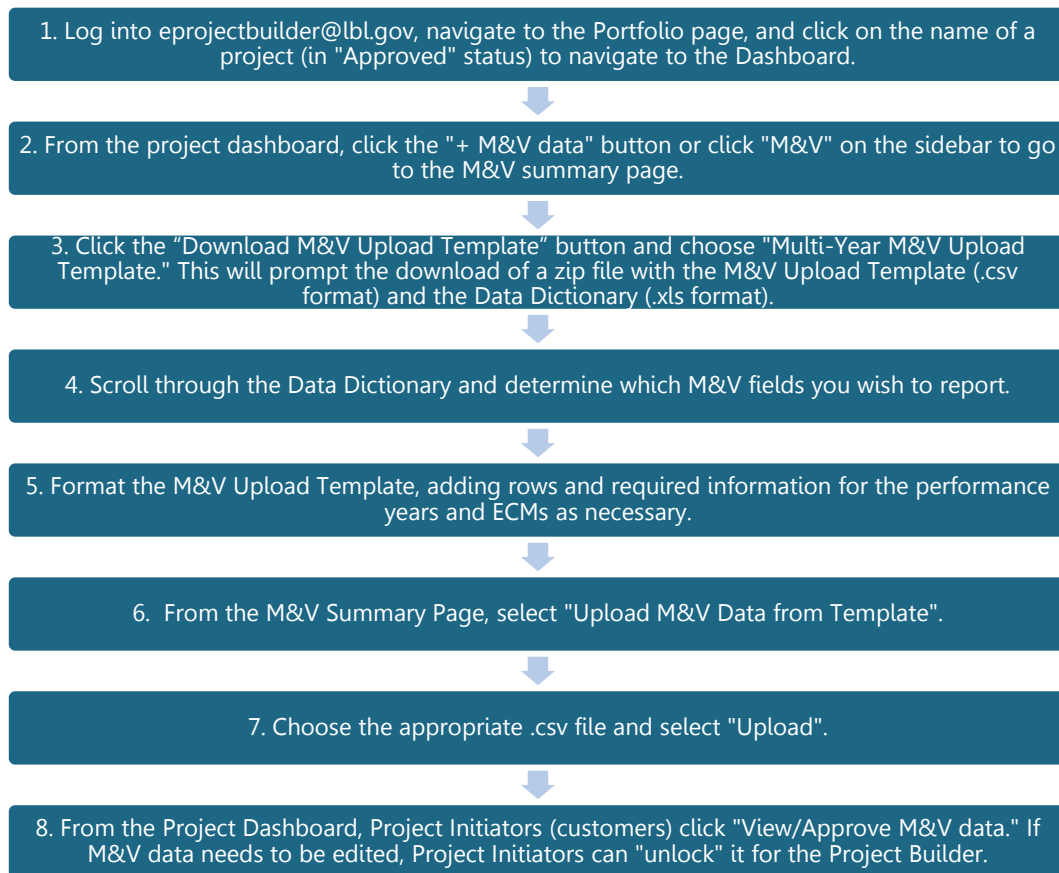 1. Log into eprojectbuilder@lbl.gov, navigate to the Portfolio page, and click on the name of a
project (in "Approved" status) to navigate to the Dashboard.
2. From the project dashboard, click the "+ M&V data" button or click "M&V" on the sidebar to go
to the M&V summary page.
3. Click the “Download M&V Upload Template” button and choose "Multi-Year M&V Upload
Template." This will prompt the download of a zip file with the M&V Upload Template (.csv
format) and the Data Dictionary (.xls format).
4. Scroll through the Data Dictionary and determine which M&V fields you wish to report.
5. Format the M&V Upload Template, adding rows and required information for the performance
years and ECMs as necessary.
6. From the M&V Summary Page, select "Upload M&V Data from Template".
7. Choose the appropriate .csv file and select "Upload".
8. From the Project Dashboard, Project Initiators (customers) click "View/Approve M&V data." If
M&V data needs to be edited, Project Initiators can "unlock" it for the Project Builder.